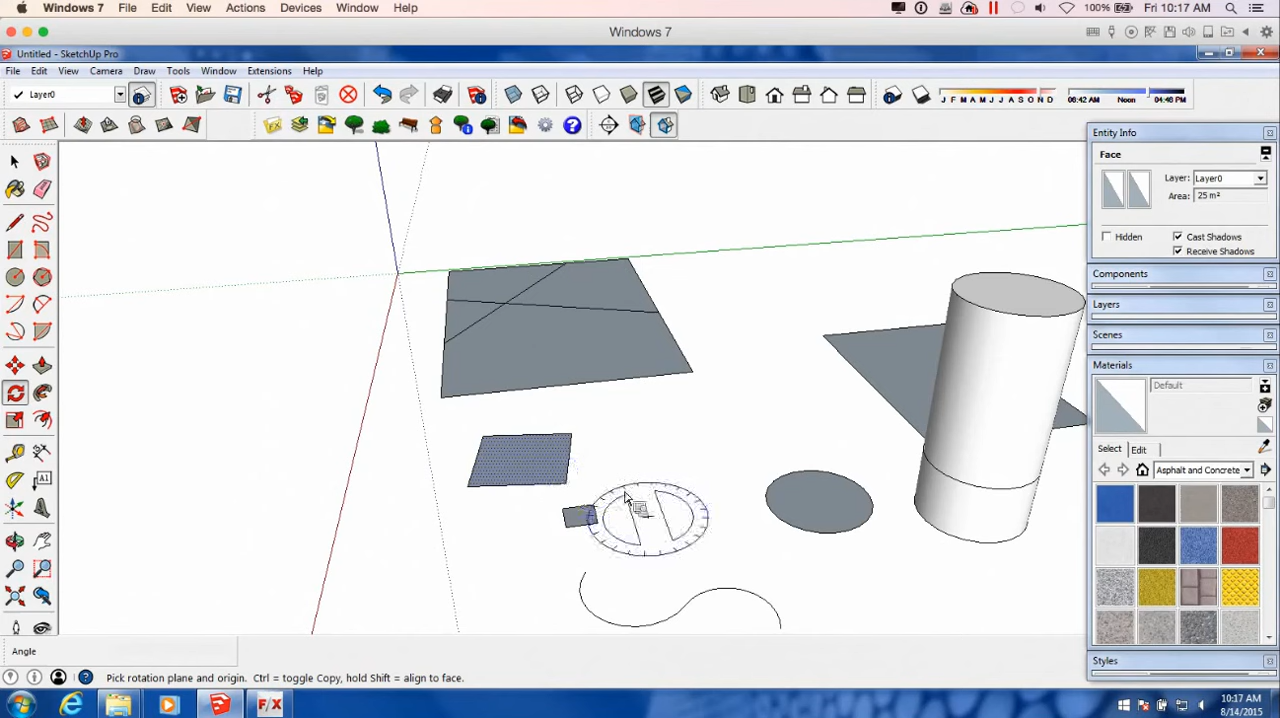 Windows 7 File Edit View Actions Devices Window Help 100% Fri 10:17 AM
Windows 7
Untitled - SketchUp Pro
File Edit View Camera Draw Tools Window Extensions Help
Layer0
J F M A M J J A S O N D 06:42 AM Noon 04:46 PM
Entity Info
Face
Layer: Layer0
Area: 25 m²
Hidden Cast Shadows
Receive Shadows
Components
Layers
Scenes
Materials
Default
Select Edit
Asphalt and Concrete
Styles
Angle
Pick rotation plane and origin. Ctrl = toggle Copy, hold Shift = align to face.
F/X
10:17 AM
8/14/2015